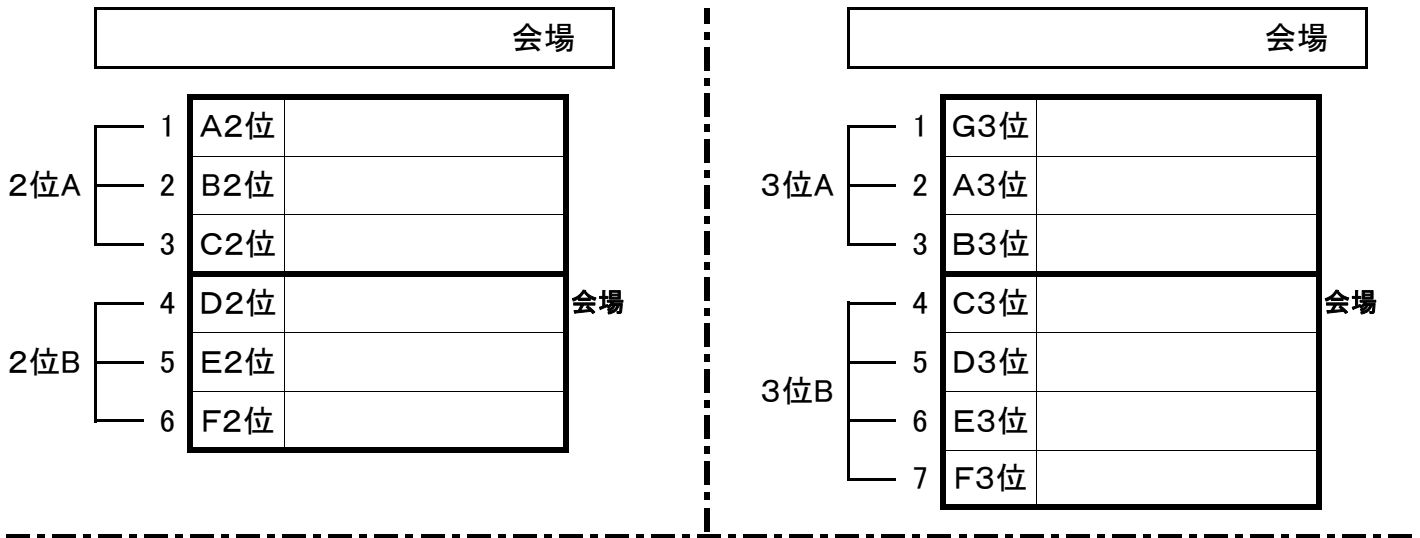 会場
1 A2位
2位A 2 B2位
3 C2位
4 D2位 会場
2位B 5 E2位
6 F2位
会場
1 G3位
3位A 2 A3位
3 B3位
4 C3位 会場
5 D3位
3位B
6 E3位
7 F3位